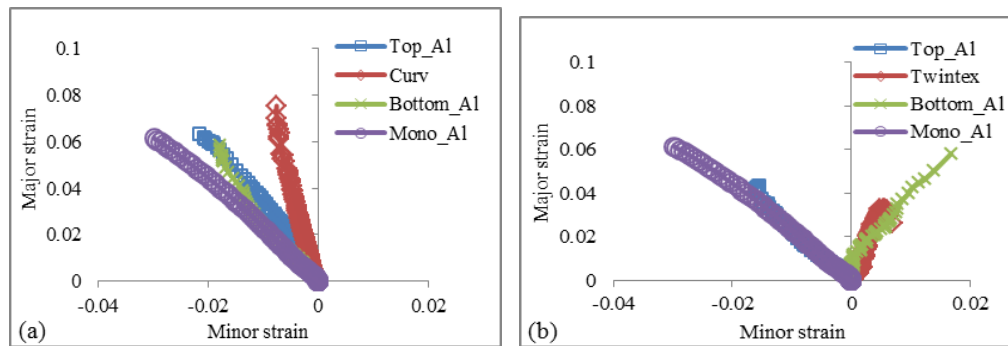 0.1
0.08
0.06
0.04
0.02
0
Major strain
-0.04
-0.02
0
0.02
Minor strain
(a)
Top_Al
Curv
Bottom_Al
Mono_Al
0.1
0.08
0.06
0.04
0.02
0
Major strain
-0.04
-0.02
0
0.02
Minor strain
(b)
Top_Al
Twintex
Bottom_Al
Mono_Al